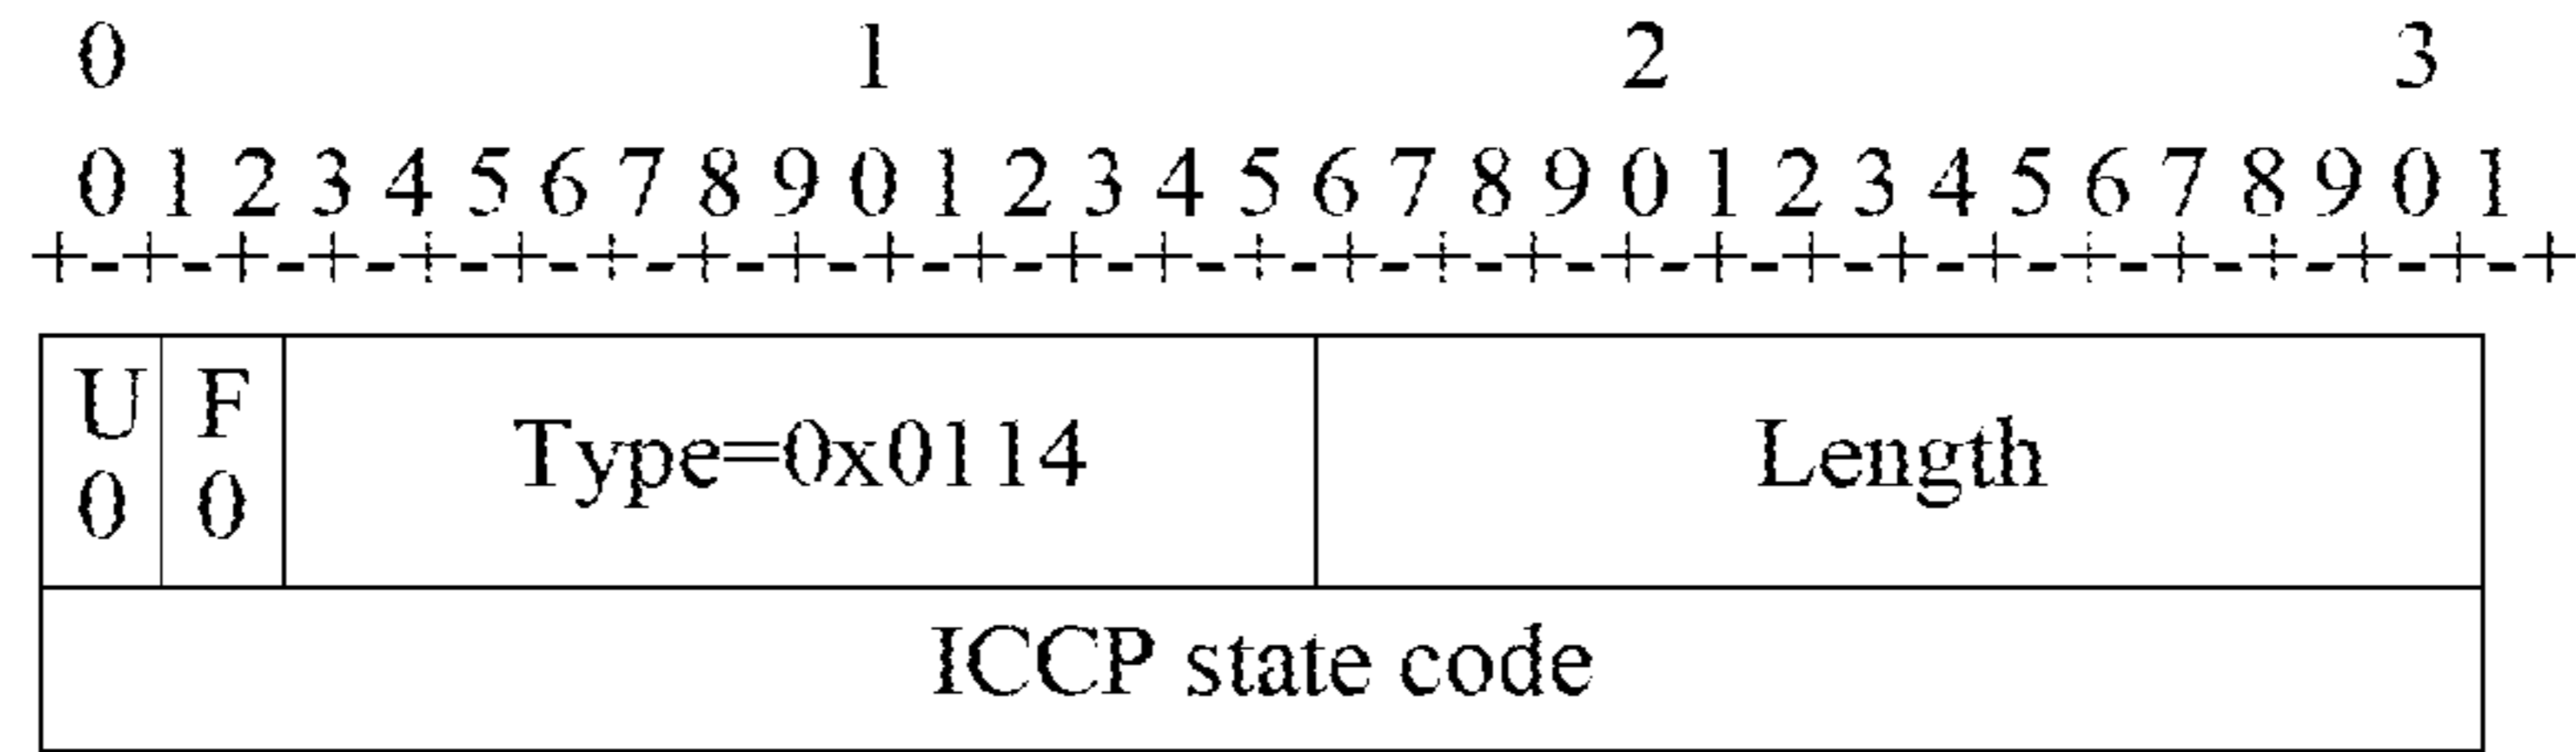 0 1 2 3
0 1 2 3 4 5 6 7 8 9 0 1 2 3 4 5 6 7 8 9 0 1 2 3 4 5 6 7 8 9 0 1
+-+-+-+-+-+-+-+-+-+-+-+-+-+-+-+-+-+-+-+-+-+-+-+-+-+-+-+
U F
0 0
Type=0x0114
Length
ICCP state code